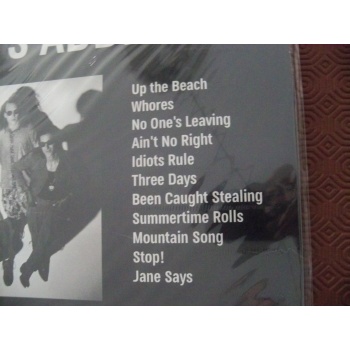 S ADD
Up the Beach
Whores
No One's Leaving
Ain't No Right
Idiots Rule
Three Days
Been Caught Stealing
Summertime Rolls
Mountain Song
Stop!
Jane Says